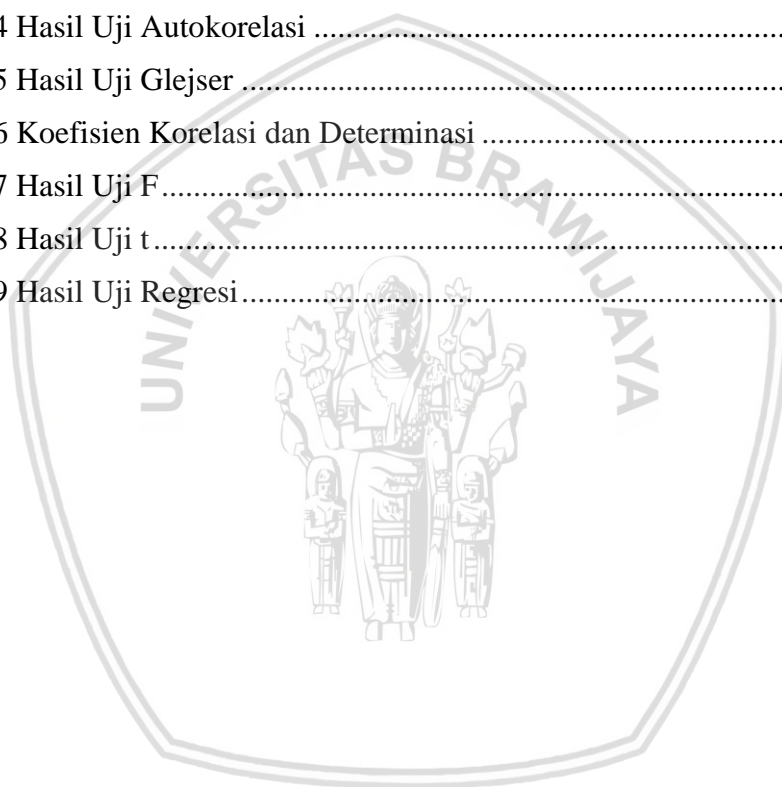 4 Hasil Uji Autokorelasi ..........................................................
5 Hasil Uji Glejser ...................................................................
6 Koefisien Korelasi dan Determinasi .....................................
7 Hasil Uji F.............................................................................
8 Hasil Uji t..............................................................................
9 Hasil Uji Regresi...................................................................
UNIVERSITAS BRAWIJAYA